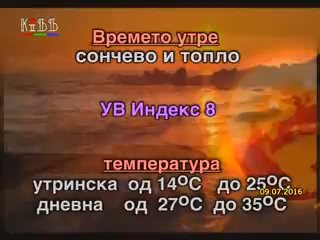 Времето утре
сончево и топло
УВ Индекс 8
температура
утринска од 14°C до 25°C
дневна од 27°C до 35°C
09.07.2016